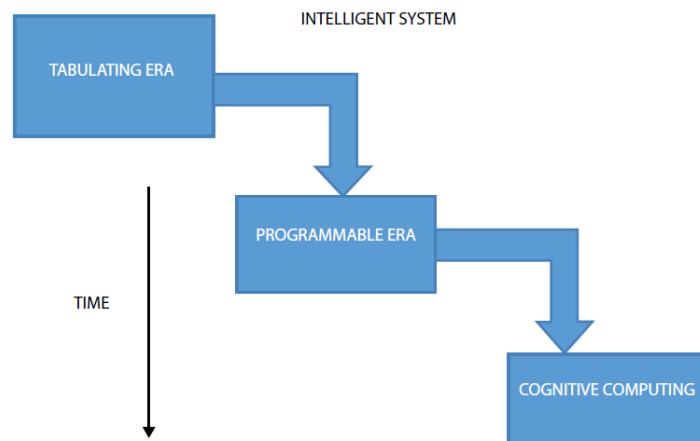 INTELLIGENT SYSTEM
TABULATING ERA
PROGRAMMABLE ERA
TIME
COGNITIVE COMPUTING